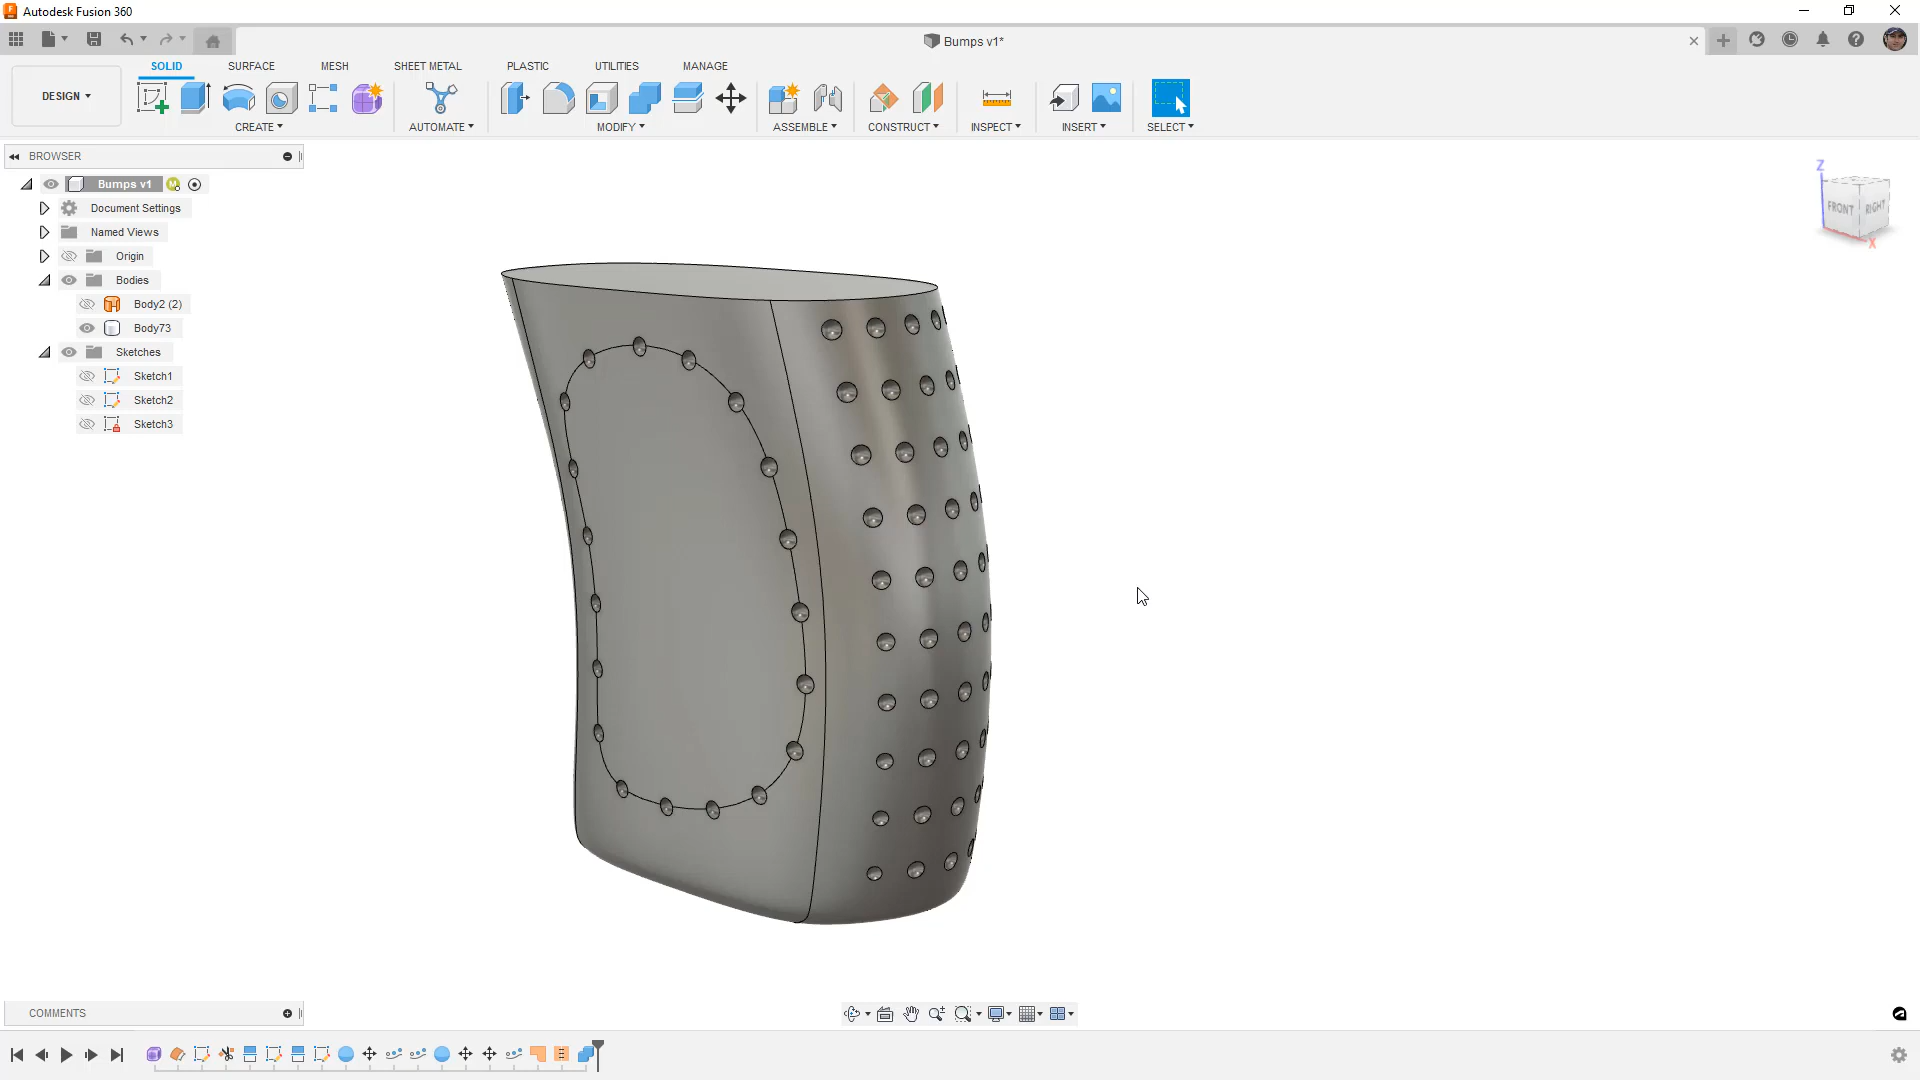 Autodesk Fusion 360
Bumps v1*
SOLID SURFACE MESH SHEET METAL PLASTIC UTILITIES MANAGE
DESIGN
CREATE AUTOMATE MODIFY ASSEMBLE CONSTRUCT INSPECT INSERT SELECT
BROWSER
Bumps v1
Document Settings
Named Views
Origin
Bodies
Body2 (2)
Body73
Sketches
Sketch1
Sketch2
Sketch3
Z
FRONT RIGHT
X
COMMENTS